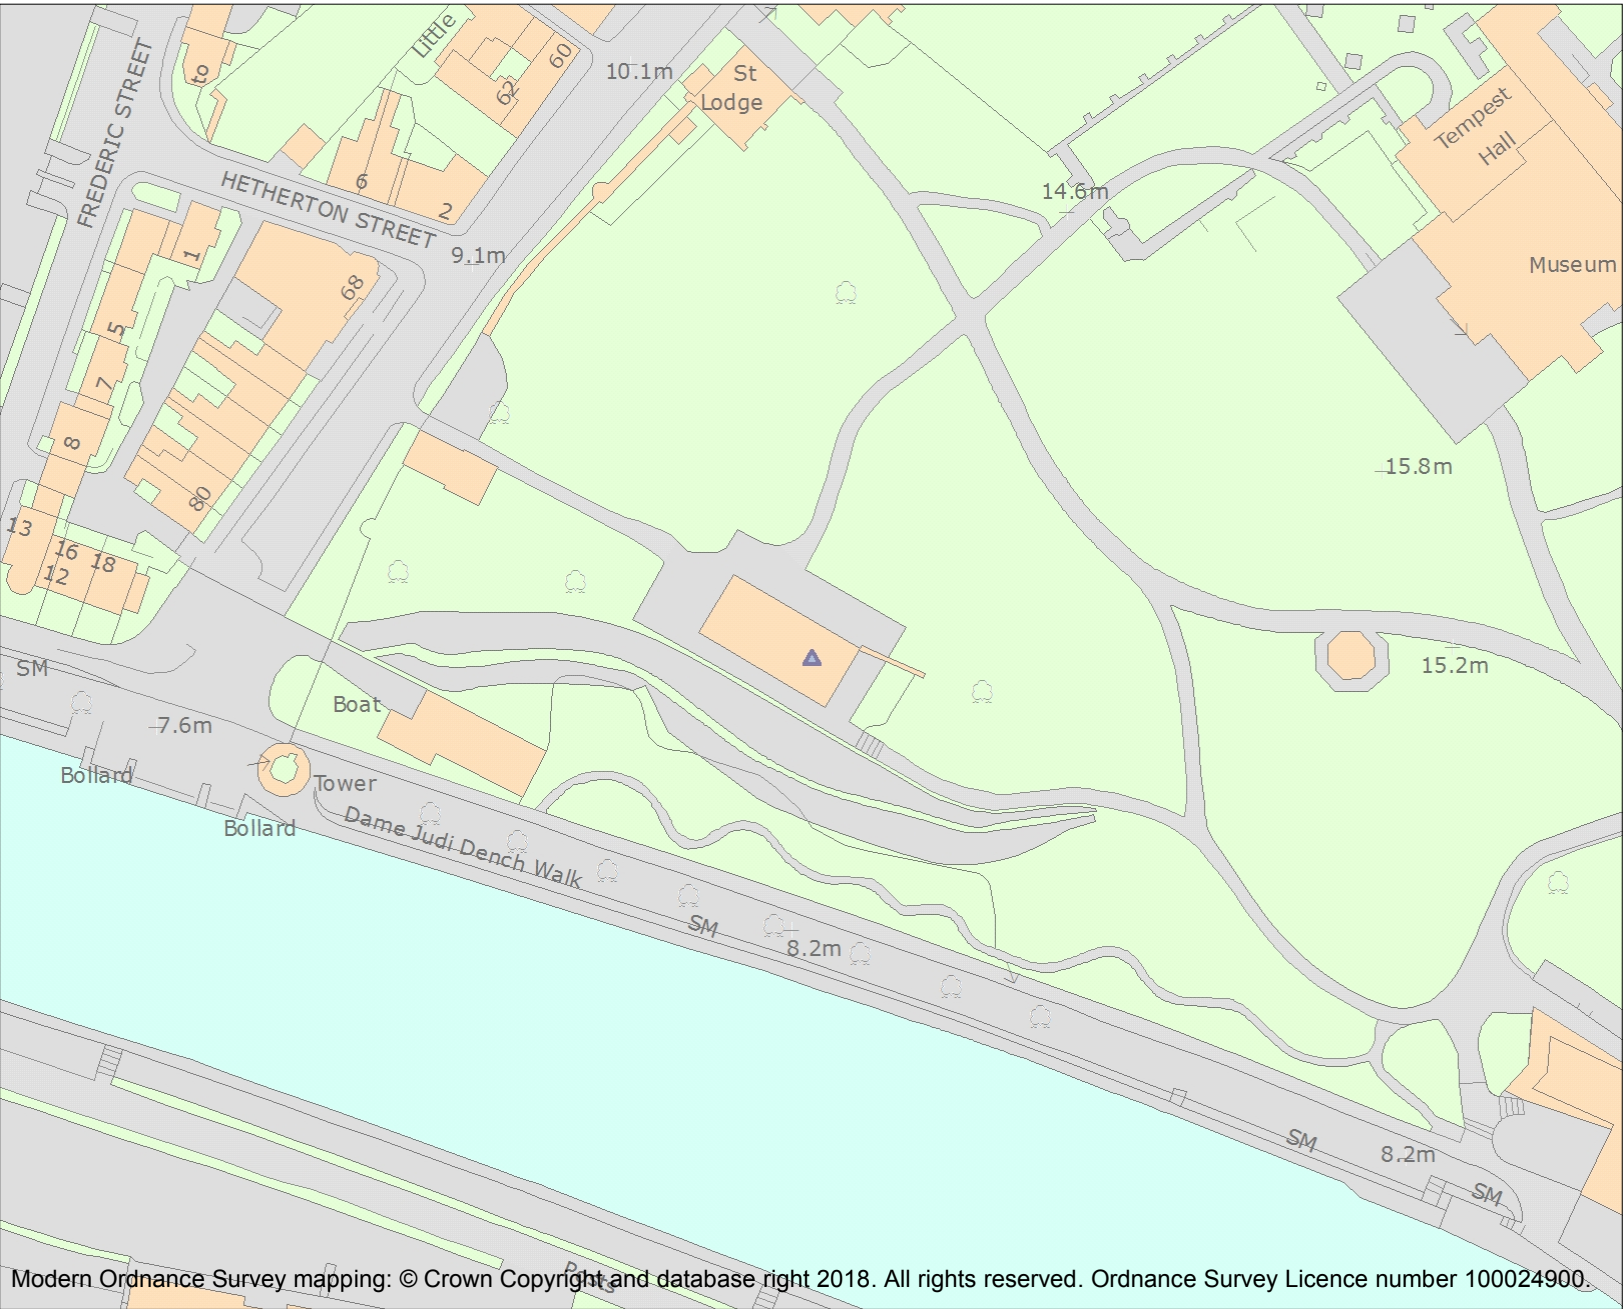 Little
60
62
to
10.1m
St
Lodge
FREDERIC STREET
Tempest
Hall
6
2
HETHERTON STREET
14.6m
1
9.1m
Museum
68
5
7
8
15.8m
80
13
16
18
12
SM
15.2m
Boat
7.6m
Bollard
Tower
Bollard
Dame Judi Dench Walk
SM
8.2m
SM
8.2m
SM
Posts
Modern Ordnance Survey mapping: © Crown Copyright and database right 2018. All rights reserved. Ordnance Survey Licence number 100024900.